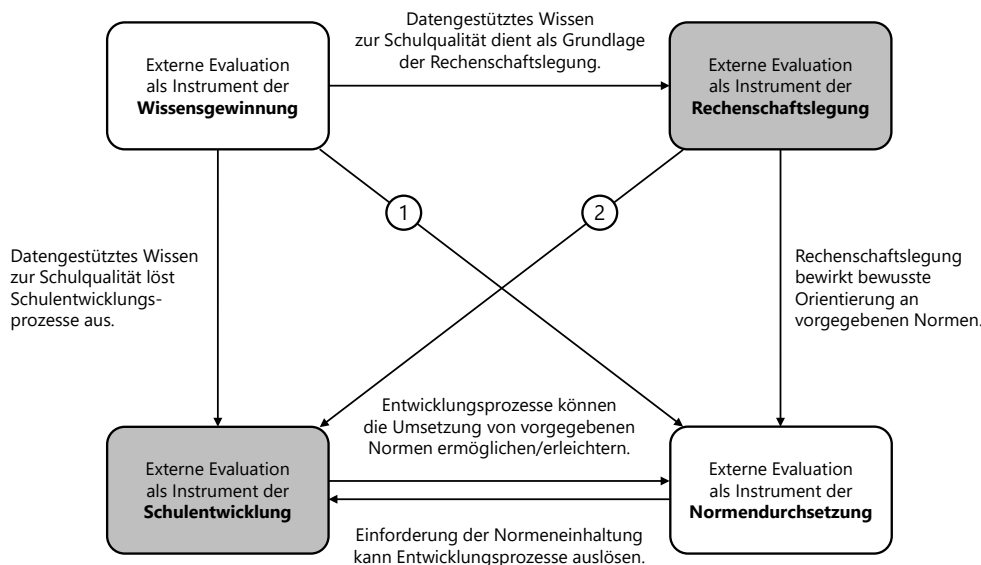 Externe Evaluation
als Instrument der
Wissensgewinnung
Datengestütztes Wissen
zur Schulqualität dient als Grundlage
der Rechenschaftslegung.
Externe Evaluation
als Instrument der
Rechenschaftslegung
1
2
Datengestütztes Wissen
zur Schulqualität löst
Schulentwicklungs-
prozesse aus.
Rechenschaftslegung
bewirkt bewusste
Orientierung an
vorgegebenen Normen.
Entwicklungsprozesse können
die Umsetzung von vorgegebenen
Normen ermöglichen/erleichtern.
Externe Evaluation
als Instrument der
Schulentwicklung
Externe Evaluation
als Instrument der
Normendurchsetzung
Einforderung der Normeneinhaltung
kann Entwicklungsprozesse auslösen.